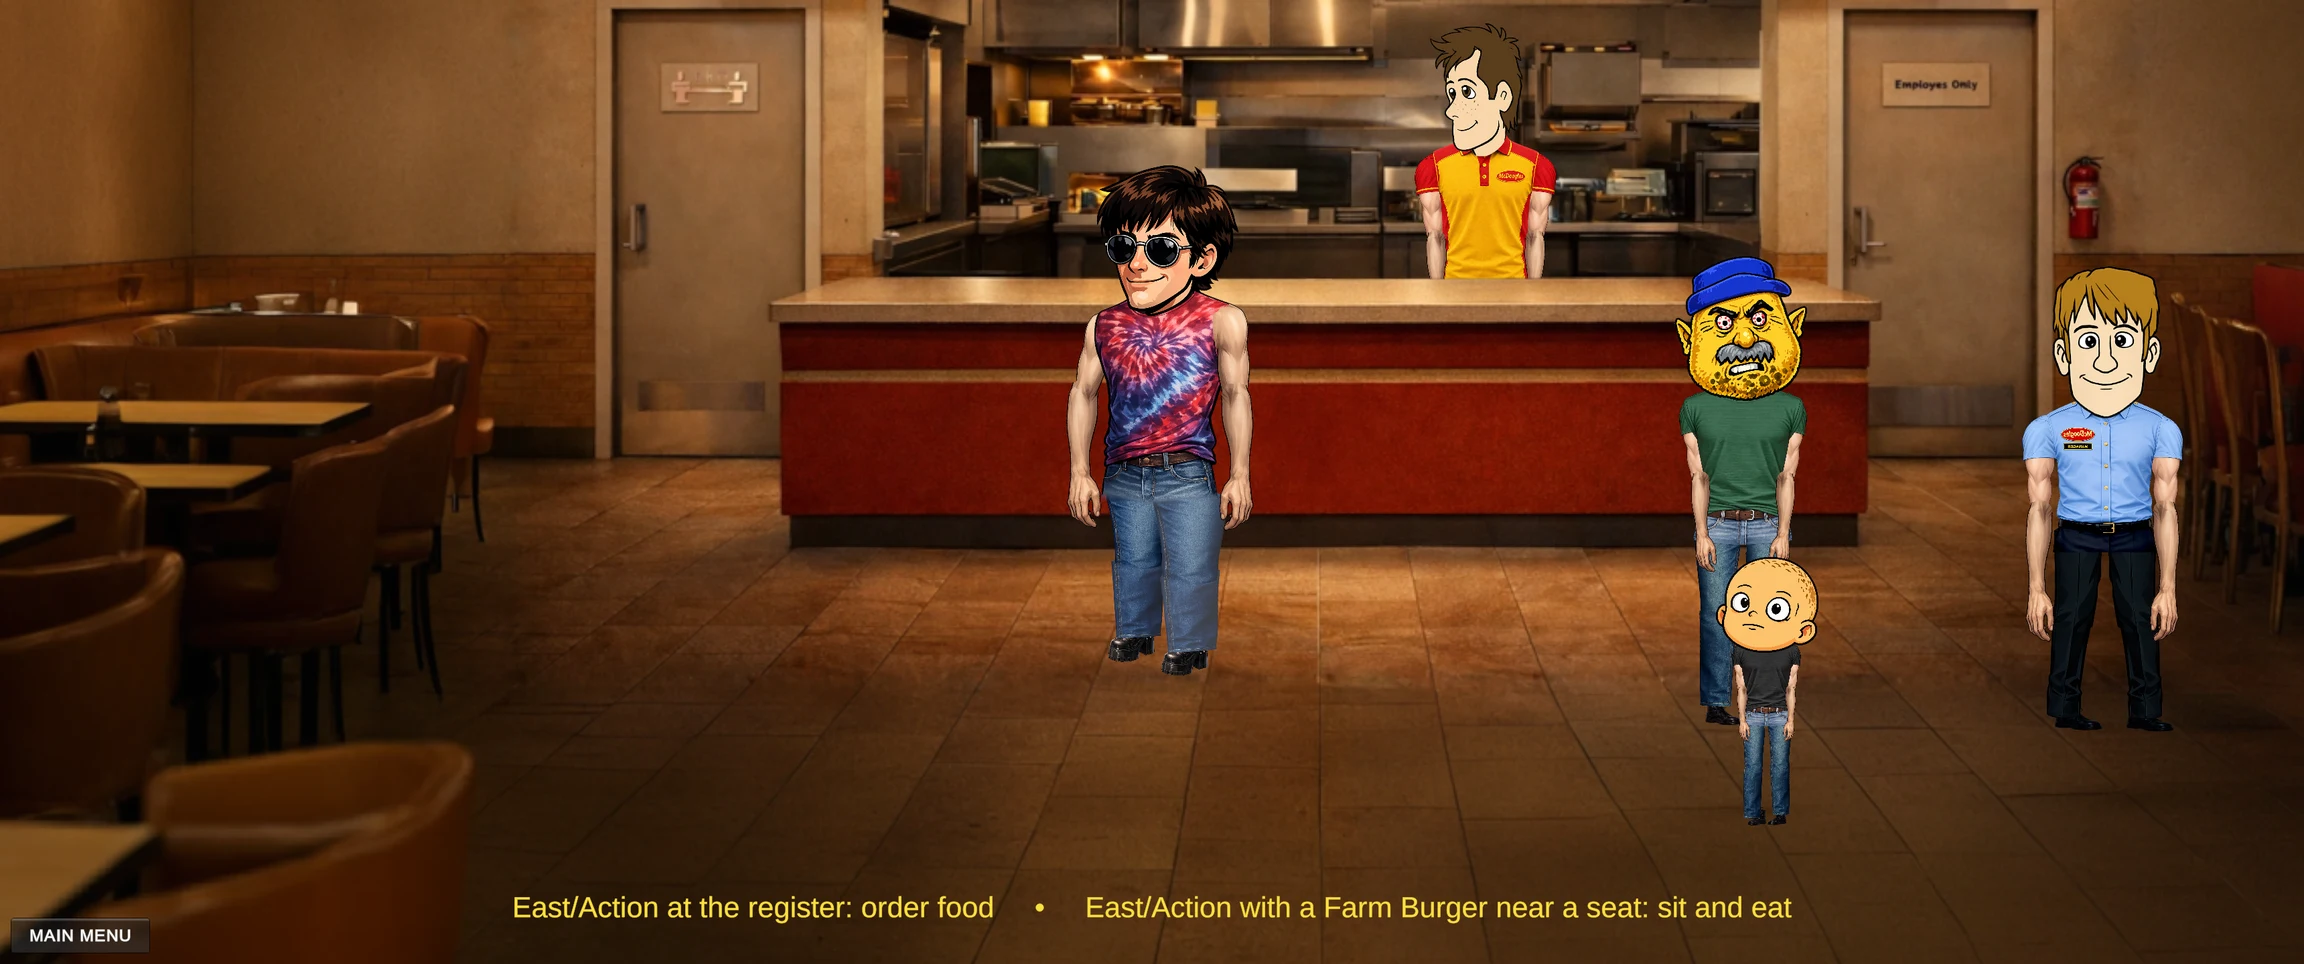 Employes Only
McDougles
East/Action at the register: order food • East/Action with a Farm Burger near a seat: sit and eat
MAIN MENU